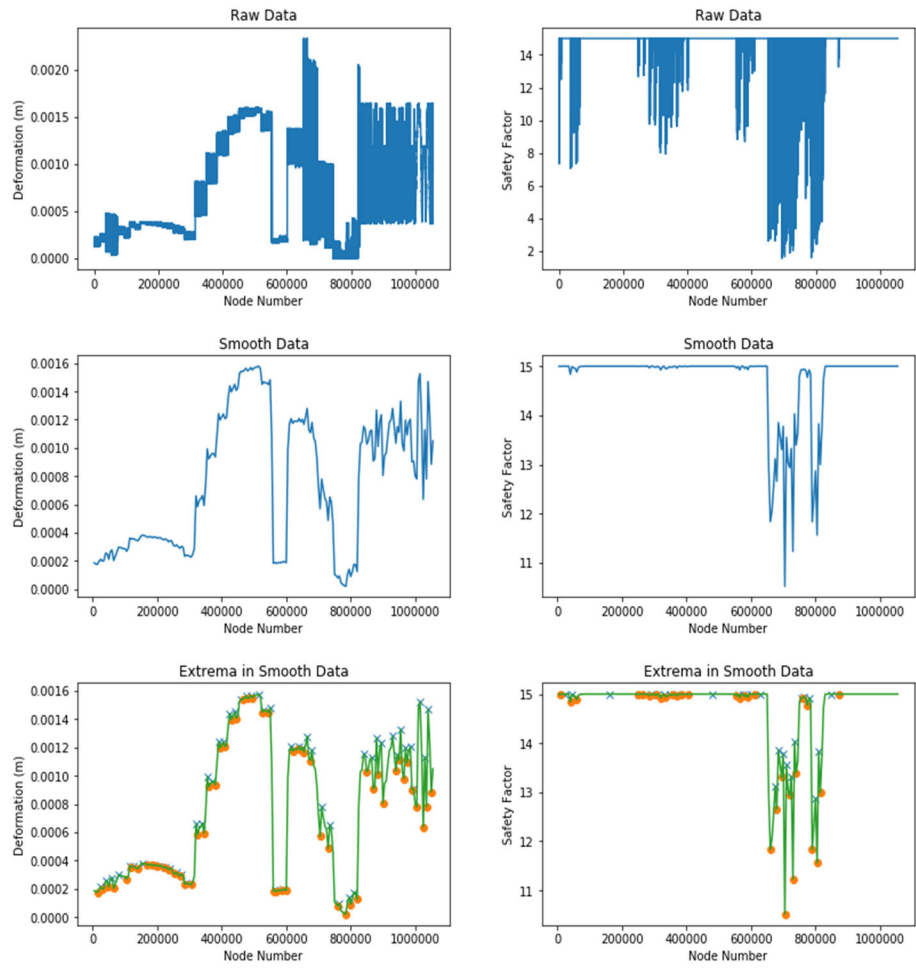 Raw Data
Deformation (m)
0.0020
0.0015
0.0010
0.0005
0.0000
0 200000 400000 600000 800000 1000000
Node Number
Raw Data
Safety Factor
14
12
10
8
6
4
2
0 200000 400000 600000 800000 1000000
Node Number
Smooth Data
Deformation (m)
0.0016
0.0014
0.0012
0.0010
0.0008
0.0006
0.0004
0.0002
0.0000
0 200000 400000 600000 800000 1000000
Node Number
Smooth Data
Safety Factor
15
14
13
12
11
0 200000 400000 600000 800000 1000000
Node Number
Extrema in Smooth Data
Deformation (m)
0.0016
0.0014
0.0012
0.0010
0.0008
0.0006
0.0004
0.0002
0.0000
0 200000 400000 600000 800000 1000000
Node Number
Extrema in Smooth Data
Safety Factor
15
14
13
12
11
0 200000 400000 600000 800000 1000000
Node Number